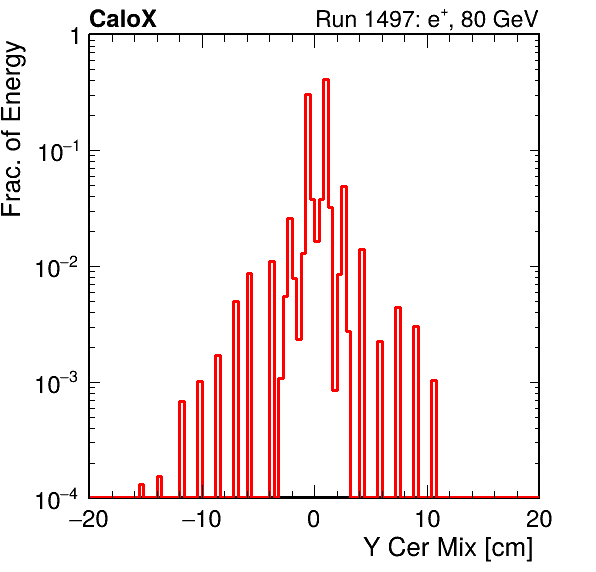 CaloX Run 1497: e⁺, 80 GeV
Frac. of Energy
1
10⁻¹
10⁻²
10⁻³
10⁻⁴
−20 −10 0 10 20
Y Cer Mix [cm]